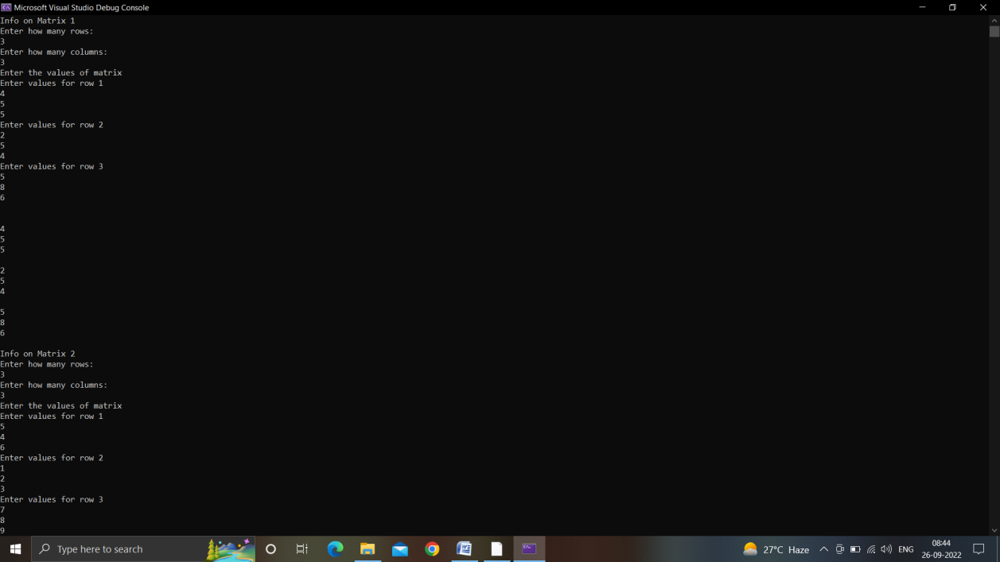 Microsoft Visual Studio Debug Console
Info on Matrix 1
Enter how many rows:
3
Enter how many columns:
3
Enter the values of matrix
Enter values for row 1
4
5
5
Enter values for row 2
2
5
4
Enter values for row 3
5
8
6
4
5
5
2
5
4
5
8
6
Info on Matrix 2
Enter how many rows:
3
Enter how many columns:
3
Enter the values of matrix
Enter values for row 1
5
4
6
Enter values for row 2
1
2
3
Enter values for row 3
7
8
9
Type here to search
27°C Haze
ENG
08:44
26-09-2022